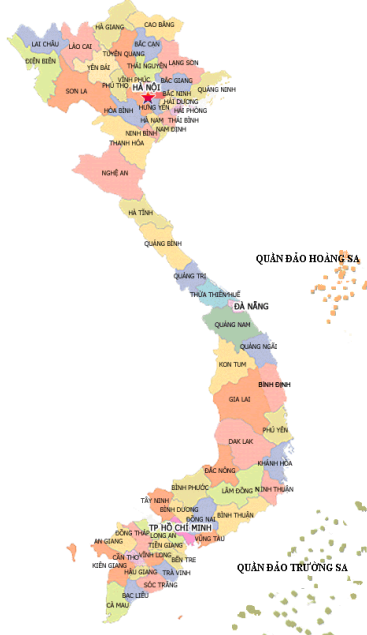 HÀ GIANG
CAO BẰNG
LAI CHÂU
LÀO CAI
BẮC CAN
TUYÊN QUANG
ĐIỆN BIÊN
YÊN BÁI
THÁI NGUYÊN
LANG SON
VĨNH PHÚC
BẮC GIANG
PHÚ THO
SON LA
HÀ NỘI
QUẢNG NINH
BẮC NINH
HẢI DƯƠNG
HÒA BÌNH
HƯNG YÊN
HẢI PHÒNG
HÀ NAM
THÁI BÌNH
NAM ĐỊNH
NINH BÌNH
THANH HÓA
NGHỆ AN
HÀ TĨNH
QUẢNG BÌNH
QUẦN ĐẢO HOÀNG SA
QUẢNG TRỊ
THỪA THIÊN HUẾ
ĐÀ NẴNG
QUẢNG NAM
QUẢNG NGÃI
KON TUM
BÌNH ĐỊNH
GIA LAI
PHÚ YÊN
DAK LAK
KHÁNH HÒA
ĐẮC NÔNG
BÌNH PHƯỚC
LÂM ĐỒNG
NINH THUẬN
TÂY NINH
BÌNH DƯƠNG
BÌNH THUẬN
ĐỒNG NAI
TP HỒ CHÍ MINH
ĐỒNG THÁP
LONG AN
VŨNG TÀU
AN GIANG
TIỀN GIANG
CẦN THƠ
VĨNH LONG
BẾN TRE
KIÊN GIANG
HẬU GIANG
TRÀ VINH
QUẦN ĐẢO TRƯỜNG SA
SÓC TRĂNG
BẠC LIÊU
CÀ MAU